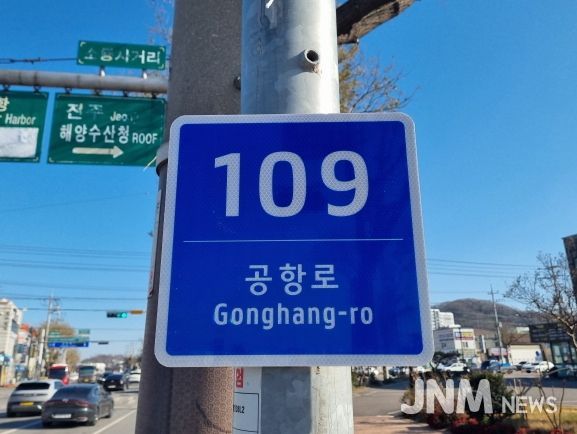 소룡사거리
항
Harbor
전주 Jeo
해양수산청 ROOF
109
공항로
Gonghang-ro
JNM NEWS